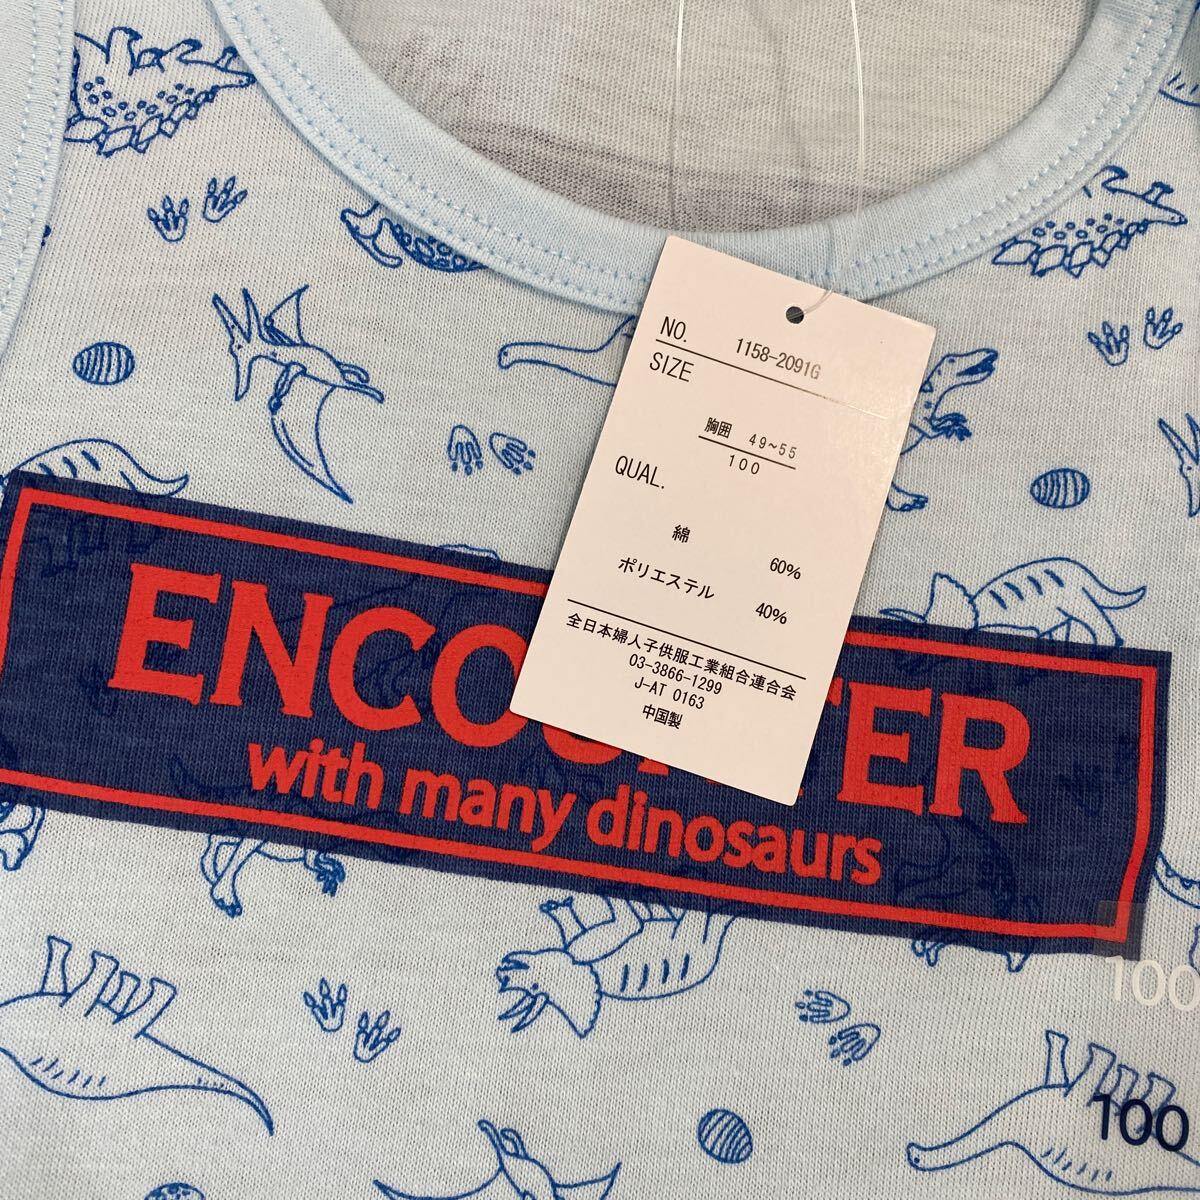 NO. 1158-2091G
SIZE
胸囲 49~55
100
QUAL.
綿 60%
ポリエステル 40%
全日本婦人子供服工業組合連合会
03-3866-1299
J-AT 0163
中国製
ENCO TER
with many dinosaurs
100
100